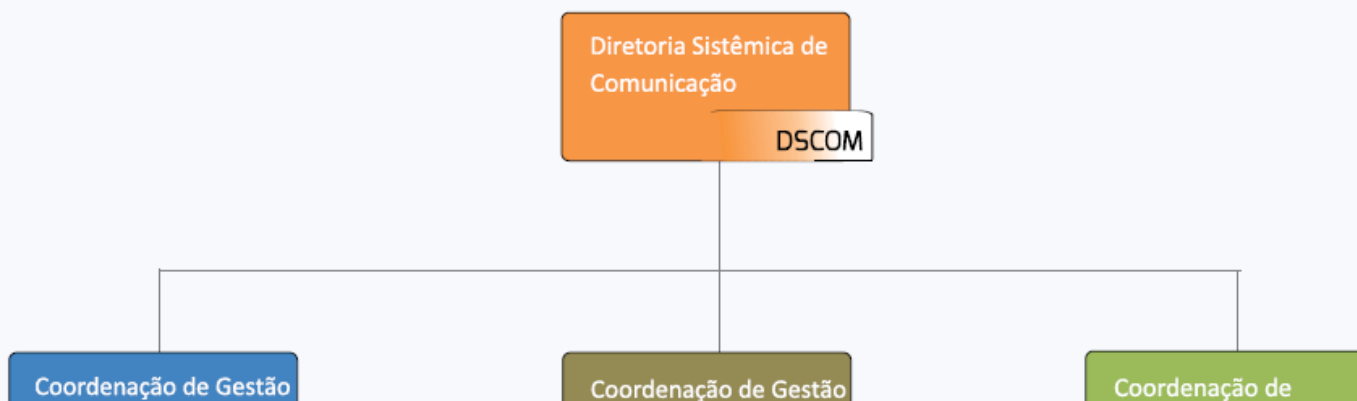 Diretoria Sistêmica de
Comunicação
DSCOM
Coordenação de Gestão
Coordenação de Gestão
Coordenação de